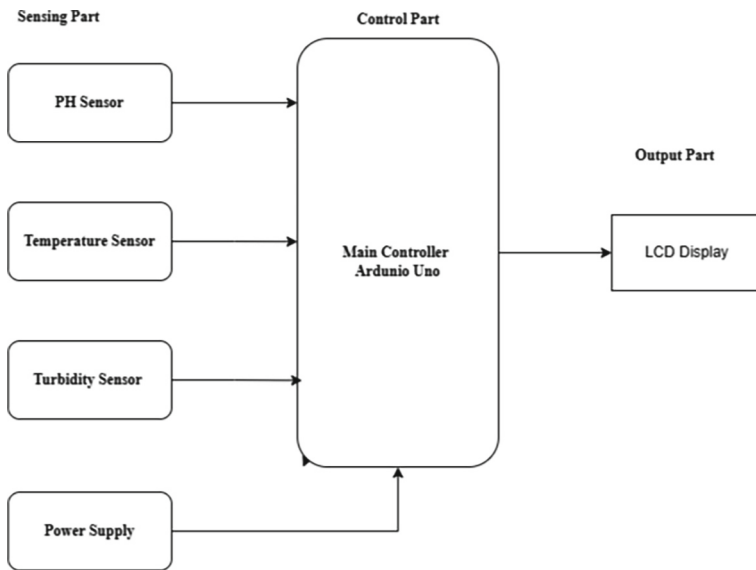 Sensing Part
Control Part
PH Sensor
Output Part
Temperature Sensor
Main Controller
Ardunio Uno
LCD Display
Turbidity Sensor
Power Supply